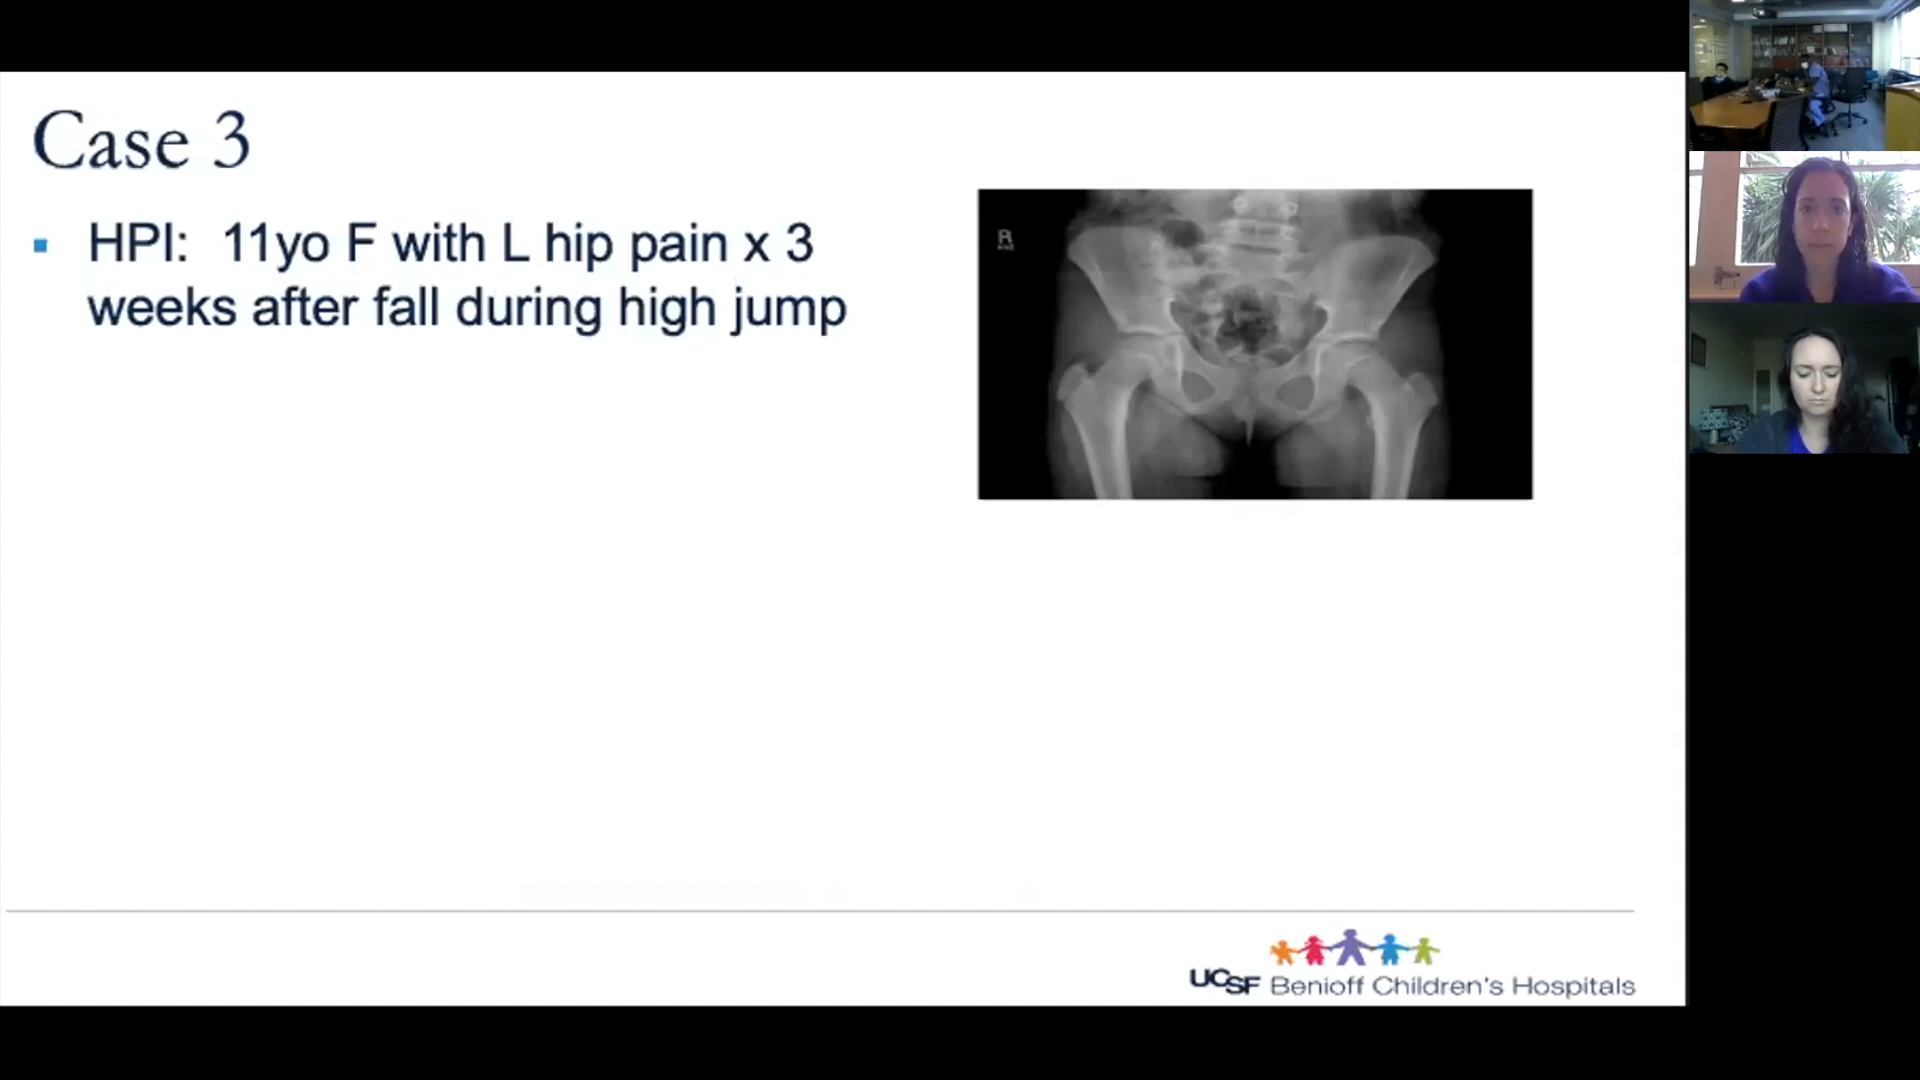 Case 3
▪ HPI: 11yo F with L hip pain x 3
weeks after fall during high jump
R
UCSF Benioff Children's Hospitals